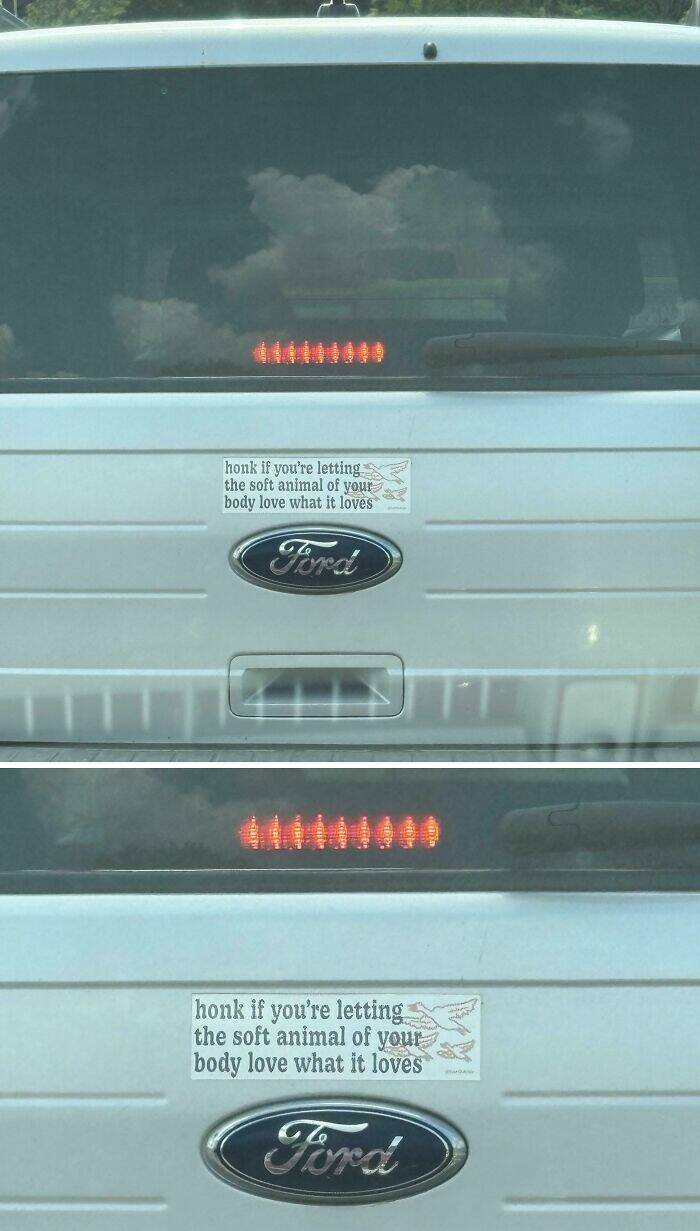 honk if you're letting
the soft animal of your
body love what it loves
Ford
honk if you're letting
the soft animal of your
body love what it loves
Ford